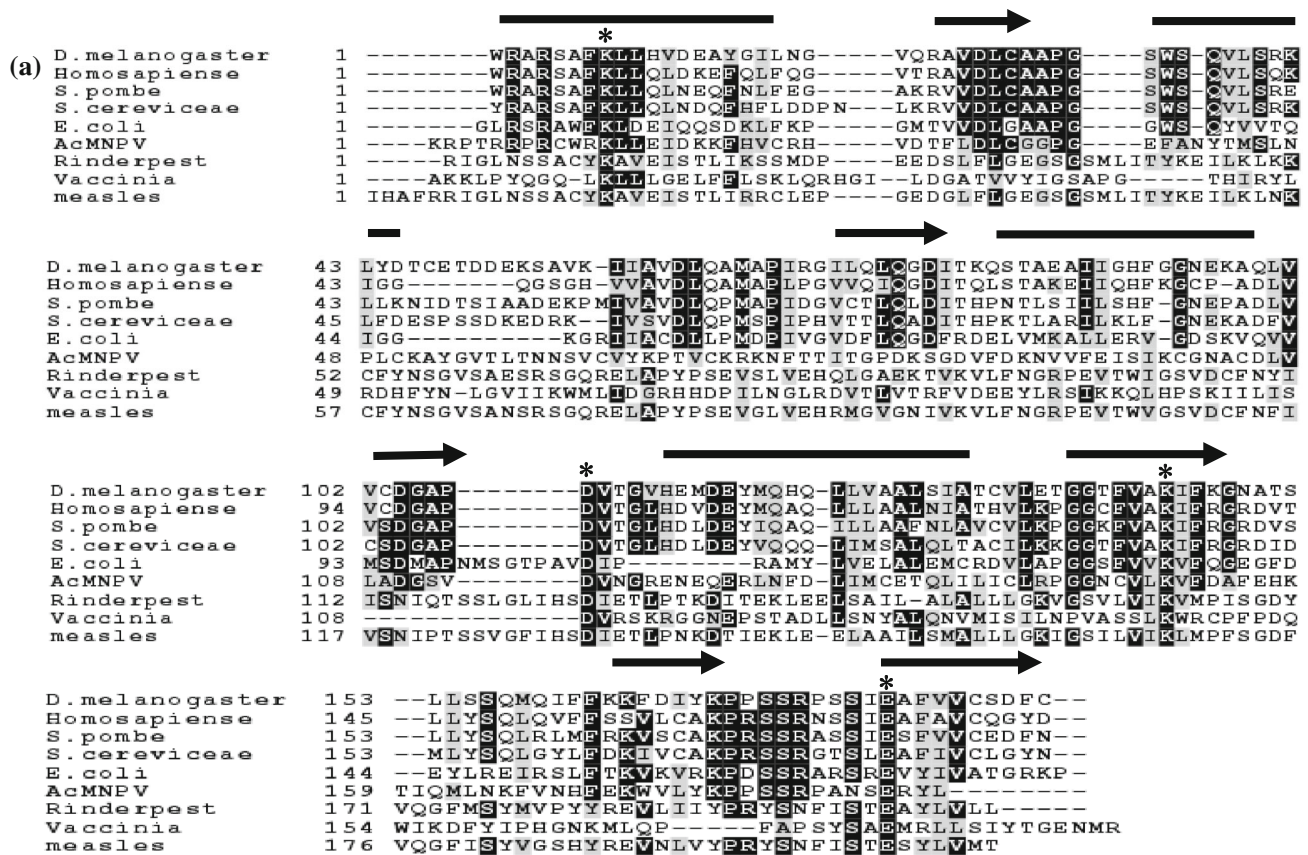 (a)
*
D.melanogaster 1 --------WRARSAFKLLHVDEAYGILNG-----VQRAVDLCAAPG----SWS-QVLSRK
Homosapiense 1 --------WRARSAFKLLQLDKEFQLFQG-----VTRAVDLCAAPG----SWS-QVLSQK
S.pombe 1 --------WRARSAFKLLQLNEQFNLFEG-----AKRVVDLCAAPG----SWS-QVLSRE
S.cereviceae 1 --------YRARSAFKLLQLNDQFHFLDDPN---LKRVVDLCAAPG----SWS-QVLSRK
E.coli 1 -------GLRSRAWFKLDEIQQSDKLFKP-----GMTVVDLGAAPG----GWS-QYVVTQ
AcMNPV 1 ----KRPTRRPRCWRKLLEIDKKFHVCRH-----VDTFLDLCGGPG----EFANYTMSLN
Rinderpest 1 ------RIGLNSSACYKAVEISTLIKSSMDP----EEDSLFLGEGSGSMLITYKEILKLKK
Vaccinia 1 ----AKKLPYQGQ-LKLLLGELFFLSKLQRHGI--LDGATVVYIGSAPG----THIRYL
measles 1 IHAFRRIGLNSSACYKAVEISTLIRRCLEP----GEDGLFLGEGSGSMLITYKEILKLNK
D.melanogaster 43 LYDTCETDDEKSAVK-IIAVDLQAMAPIRGILQLQGDITKQSTAEAIIGHFGGNEKAQLV
Homosapiense 43 IGG--------QGSGH-VVAVDLQAMAPLPGVVQIQGDITQLSTAKEIIQHFKGCP-ADLV
S.pombe 43 LLKNIDTSIAADEKPMIVAVDLQPMAPIDGVCTLQLDITHPNTLSIILSHF-GNEPADLV
S.cereviceae 45 LFDESPSSDKEDRK--IVSVDLQPMSPIPHVTTLQADITHPKTLARILKLF-GNEKADFV
E.coli 44 IGG---------KGRIIACDLLPMDPIVGVDFLQGDFRDELVMKALLERV-GDSKVQVV
AcMNPV 48 PLCKAYGVTLTNNSVCVYKPTVCKRKNFTTITGPDKSGDVFDKNVVFEISIKCGNACDLV
Rinderpest 52 CFYNSGVSAESRSGQRELAPYPSEVSLVEHQLGAEKTVKVLFNGRPEVTWIGSVDCFNYI
Vaccinia 49 RDHFYN-LGVIIKWMLIDGRHHDPILNGLRDVTLVTRFVDEEYLRSIKKQLHPSKIILIS
measles 57 CFYNSGVSANSRSGQRELAPYPSEVGLVEHRMGVGNIVKVLFNGRPEVTWVGSVDCFNFI
* *
D.melanogaster 102 VCDGAP--------DVTGVHEMDEYMQHQ-LLVAALSIATCVLETGGTFVAKIFKGNATS
Homosapiense 94 VCDGAP--------DVTGLHDVDEYMQAQ-LLLAALNIATHVLKPGGCFVAKIFRGRDVT
S.pombe 102 VSDGAP--------DVTGLHDLDEYIQAQ-ILLAAFNLAVCVLKPGGKFVAKIFRGRDVT
S.cereviceae 102 CSDGAP--------DVTGLHDLDEYVQQQ-LIMSALQLTACILKKGGTFVAKIFRGRDID
E.coli 93 MSDMAPNMSGTPAVDIP-----RAMY-LVELALEMCRDVLAPGGSFVVKVFQGEGFD
AcMNPV 108 LADGSV--------DVNGRENEQERLNFD-LIMCETQLILICLRPGGNCVLKVFDAFEHK
Rinderpest 112 ISNIQTSSLGLIHSDIETLPTKDITEKLEELSAIL-ALALLLGKVGSVLVIKVMPISGDY
Vaccinia 108 --------------DVRSKRGGNEPSTADLLSNYALQNVMISILNPVASSLKWRCPFPDQ
measles 117 VSNIPTSSVGFIHSDIETLPNKDTIEKLE-ELAAILSMALLLGKIGSILVIKLMPFSGDF
*
D.melanogaster 153 --LLSSQMQIFFKKFDIYKPPSSRPSSIEAFVVCSDFC--
Homosapiense 145 --LLYSQLQVFFSSVLCAKPRSSRNSSIEAFAVCQGYD--
S.pombe 153 --LLYSQLRLMFRKVSCAKPRSSRASSIESFVVCEDFN--
S.cereviceae 153 --MLYSQLGYLFDKIVCAKPRSSRGTSLEAFIVCLGYN--
E.coli 144 --EYLREIRSLFTKVKVRKPDSSRARSREVYIVATGRKP-
AcMNPV 159 TIQMLNKFVNHFEKWVLYKPPSSRPANSERYL--------
Rinderpest 171 VQGFMSYMVPYYREVLIIYPRYSNFISTEAYLVLL------
Vaccinia 154 WIKDFYIPHGNKMLQP-----FAPSYSAEMRLLSIYTGENMR
measles 176 VQGFISYVGSHYREVNLVYPRYSNFISTESYLVMT